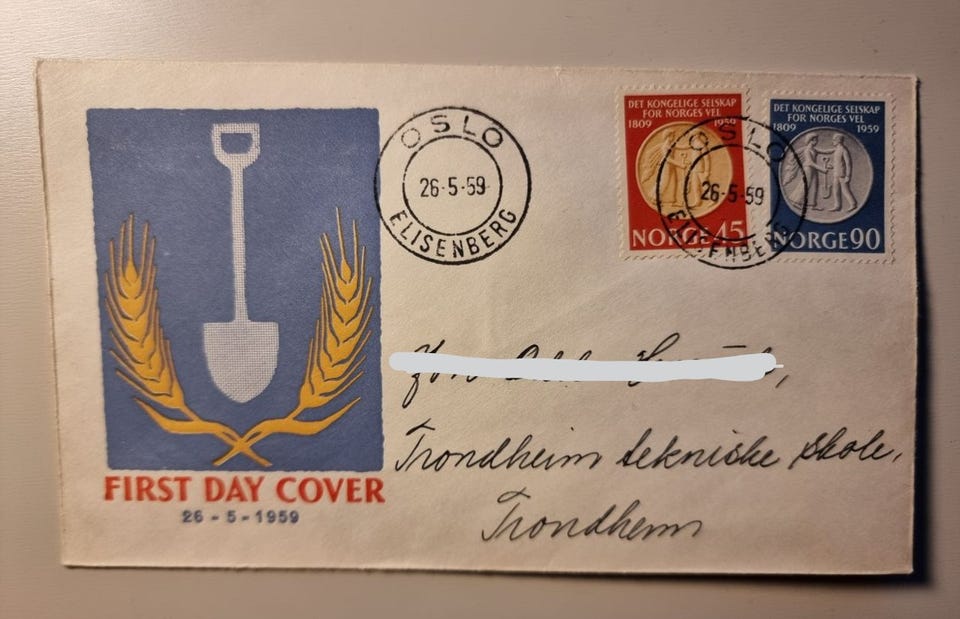 OSLO
26-5-59
ELISENBERG
DET KONGELIGE SELSKAP
FOR NORGES VEL
1809 1959
NORGE 45
DET KONGELIGE SELSKAP
FOR NORGES VEL
1809 1959
NORGE 90
OSLO
26-5-59
ELISENBERG
Trondheim tekniske skole,
Trondheim
FIRST DAY COVER
26-5-1959